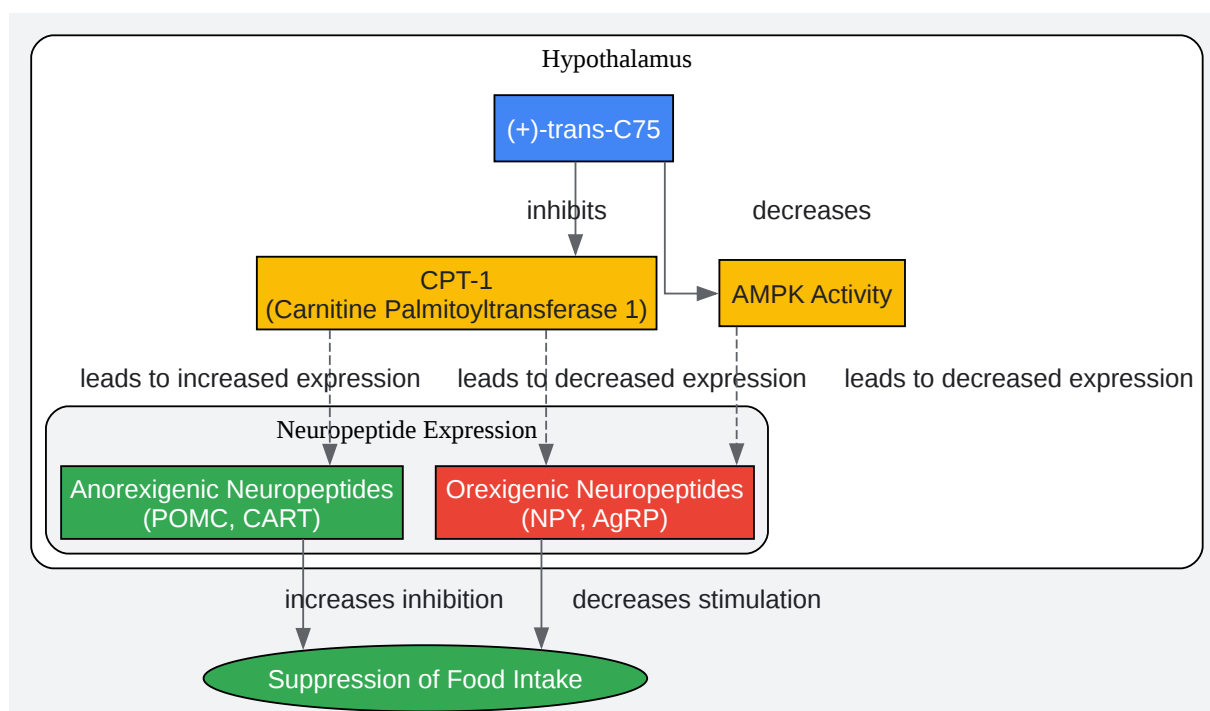 Hypothalamus
(+)-trans-C75
inhibits
decreases
CPT-1
(Carnitine Palmitoyltransferase 1)
AMPK Activity
leads to increased expression
leads to decreased expression
leads to decreased expression
Neuropeptide Expression
Anorexigenic Neuropeptides
(POMC, CART)
Orexigenic Neuropeptides
(NPY, AgRP)
increases inhibition
decreases stimulation
Suppression of Food Intake